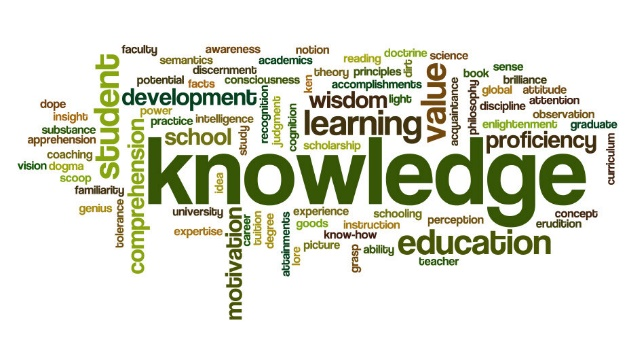 faculty
awareness
notion
semantics
academics
reading
doctrine
science
discernment
sense
potential
facts
consciousness
ken
theory
principles
dirt
book
brilliance
student
development
recognition
judgment
accomplishments
value
acquaintance
philosophy
global
attitude
dope
power
wisdom
light
discipline
attention
insight
practice
intelligence
cognition
learning
observation
substance
school
study
enlightenment
graduate
apprehension
scholarship
proficiency
curriculum
coaching
comprehension
knowledge
vision
dogma
scoop
idea
familiarity
genius
tolerance
university
experience
schooling
perception
concept
expertise
motivation
career
tuition
degree
attainments
lore
goods
instruction
erudition
know-how
picture
grasp
ability
education
teacher